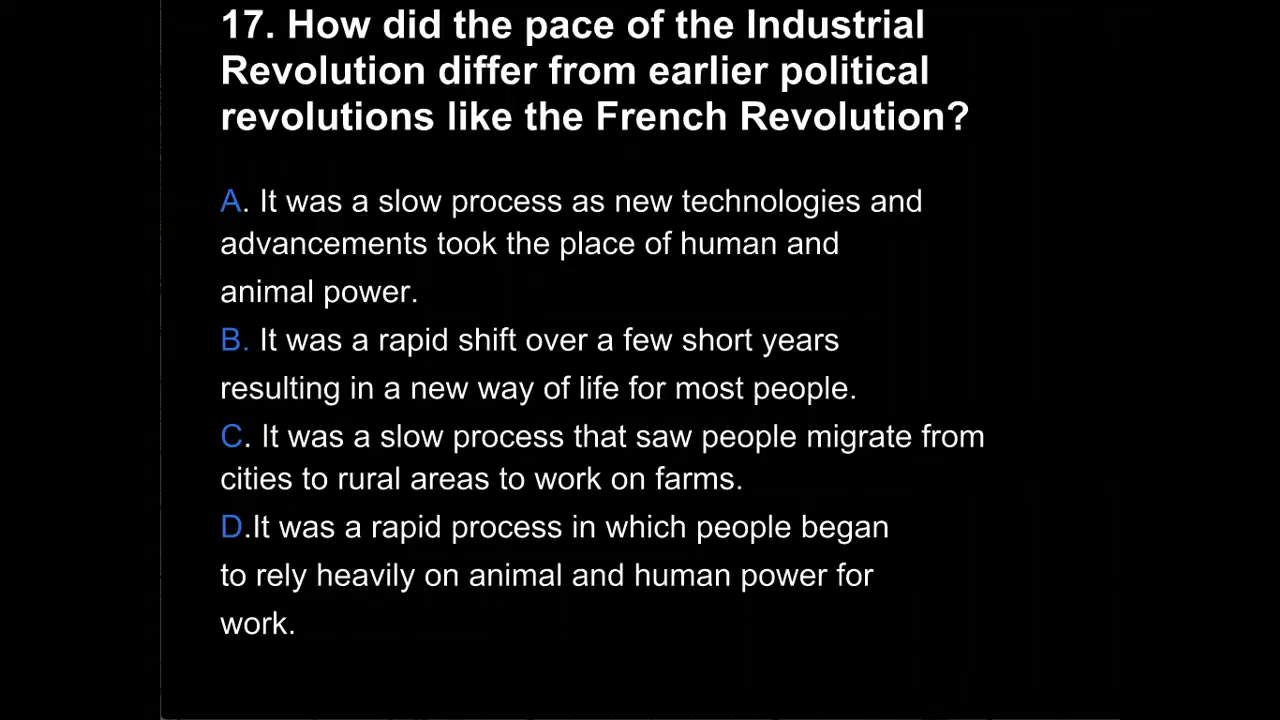 17. How did the pace of the Industrial
Revolution differ from earlier political
revolutions like the French Revolution?
A. It was a slow process as new technologies and
advancements took the place of human and
animal power.
B. It was a rapid shift over a few short years
resulting in a new way of life for most people.
C. It was a slow process that saw people migrate from
cities to rural areas to work on farms.
D.It was a rapid process in which people began
to rely heavily on animal and human power for
work.